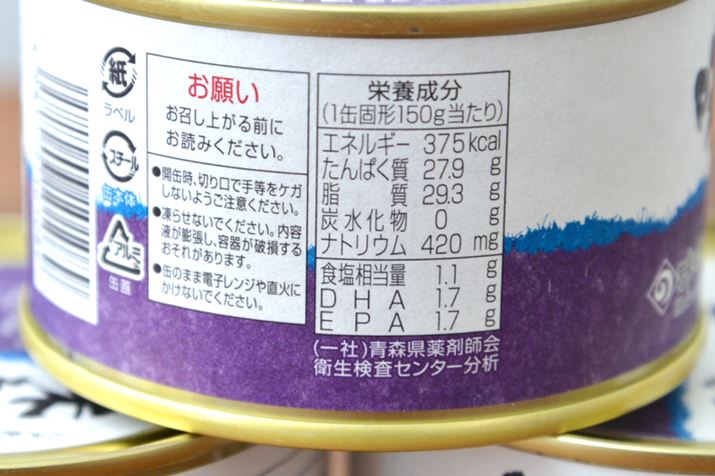 紙
ラベル
スチール
缶本体
アルミ
缶蓋
お願い
お召し上がる前に
お読みください。
●開缶時、切り口で手等をケガ
しないようご注意ください。
●凍らせないでください。内容
液が膨張し、容器が破損する
おそれがあります。
●缶のまま電子レンジや直火に
かけないでください。
栄養成分
(1缶固形150g当たり)
エネルギー 375kcal
たんぱく質 27.9 g
脂質 29.3 g
炭水化物 0 g
ナトリウム 420 mg
食塩相当量 1.1 g
DHA 1.7 g
EPA 1.7 g
(一社)青森県薬剤師会
衛生検査センター分析